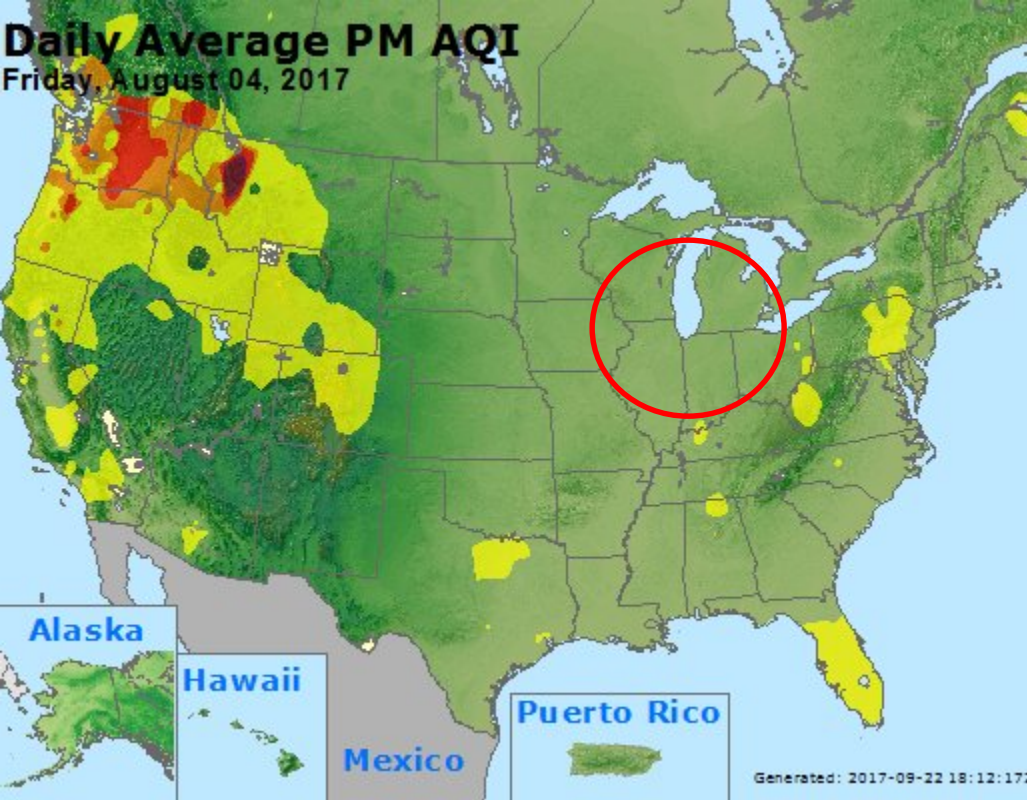 Daily Average PM AQI
Friday, August 04, 2017
Alaska
Hawaii
Mexico
Puerto Rico
Generated: 2017-09-22 18:12:17Z